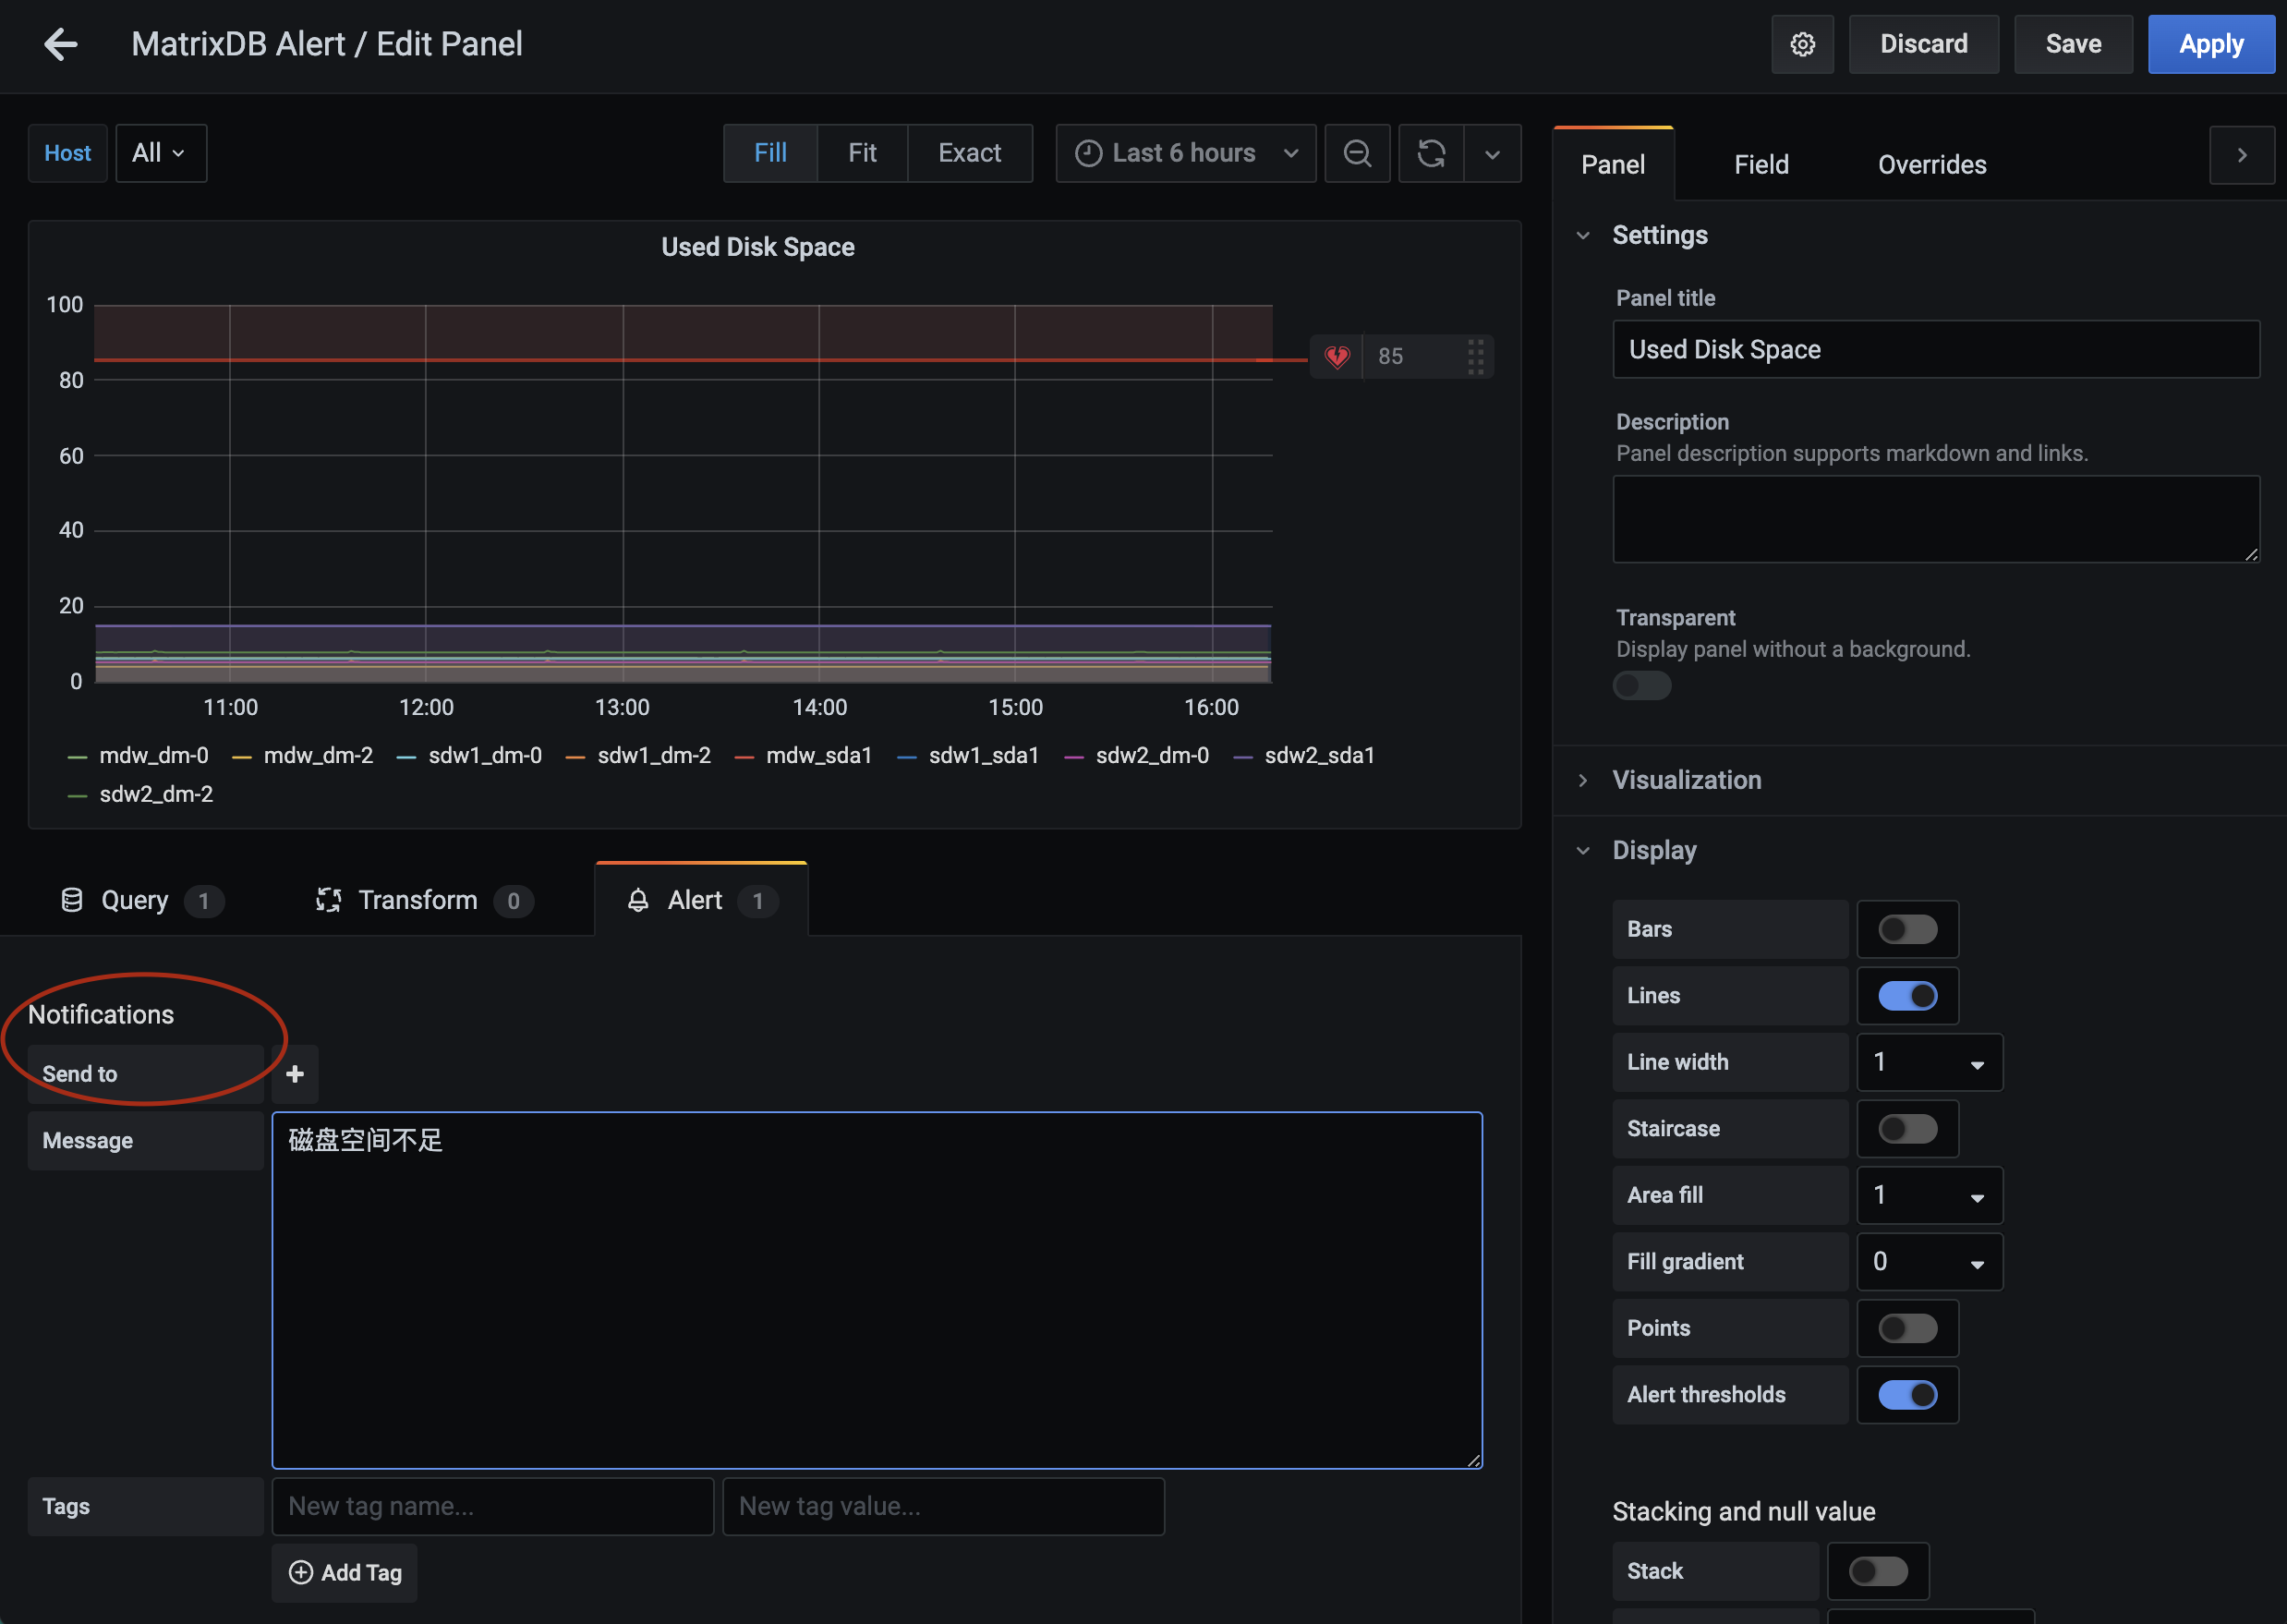 MatrixDB Alert / Edit Panel
Discard
Save
Apply
Host
All
Fill
Fit
Exact
Last 6 hours
Panel
Field
Overrides
Used Disk Space
100
80
60
40
20
0
85
11:00
12:00
13:00
14:00
15:00
16:00
mdw_dm-0
mdw_dm-2
sdw1_dm-0
sdw1_dm-2
mdw_sda1
sdw1_sda1
sdw2_dm-0
sdw2_sda1
sdw2_dm-2
Query 1
Transform 0
Alert 1
Notifications
Send to
Message
磁盘空间不足
Tags
New tag name...
New tag value...
Add Tag
Settings
Panel title
Used Disk Space
Description
Panel description supports markdown and links.
Transparent
Display panel without a background.
Visualization
Display
Bars
Lines
Line width
1
Staircase
Area fill
1
Fill gradient
0
Points
Alert thresholds
Stacking and null value
Stack